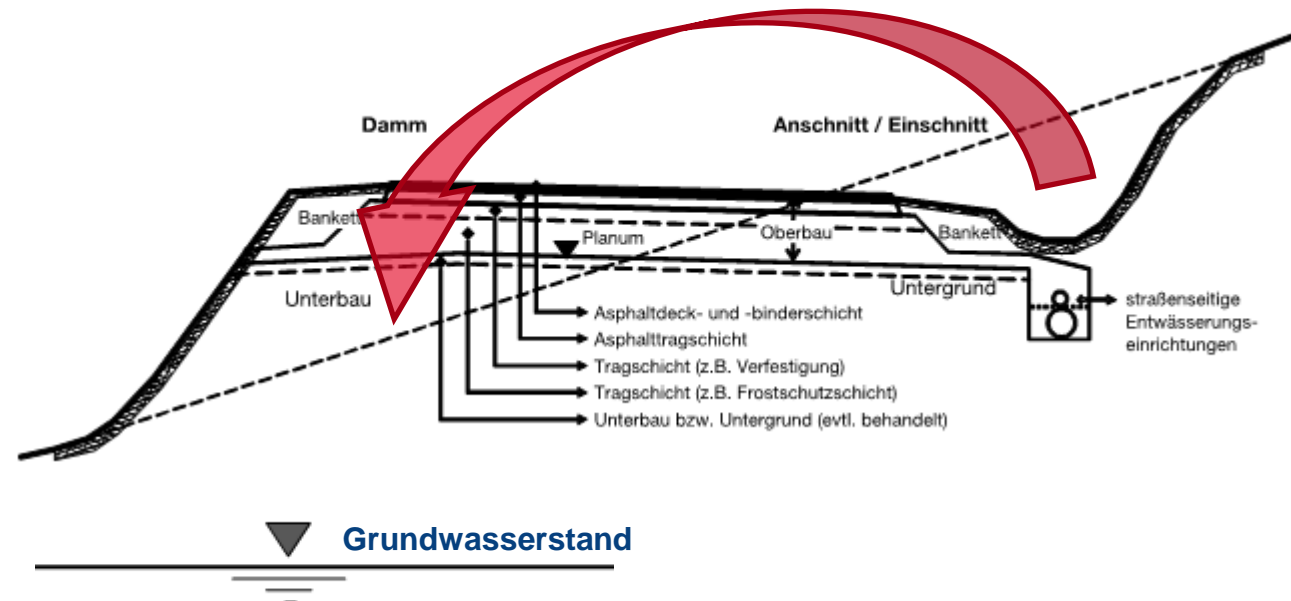 Damm
Anschnitt / Einschnitt
Bankett
Planum
Oberbau
Bankett
Unterbau
Untergrund
Asphaltdeck- und -binderschicht
Asphalttragschicht
Tragschicht (z.B. Verfestigung)
Tragschicht (z.B. Frostschutzschicht)
Unterbau bzw. Untergrund (evtl. behandelt)
straßenseitige
Entwässerungs-
einrichtungen
Grundwasserstand